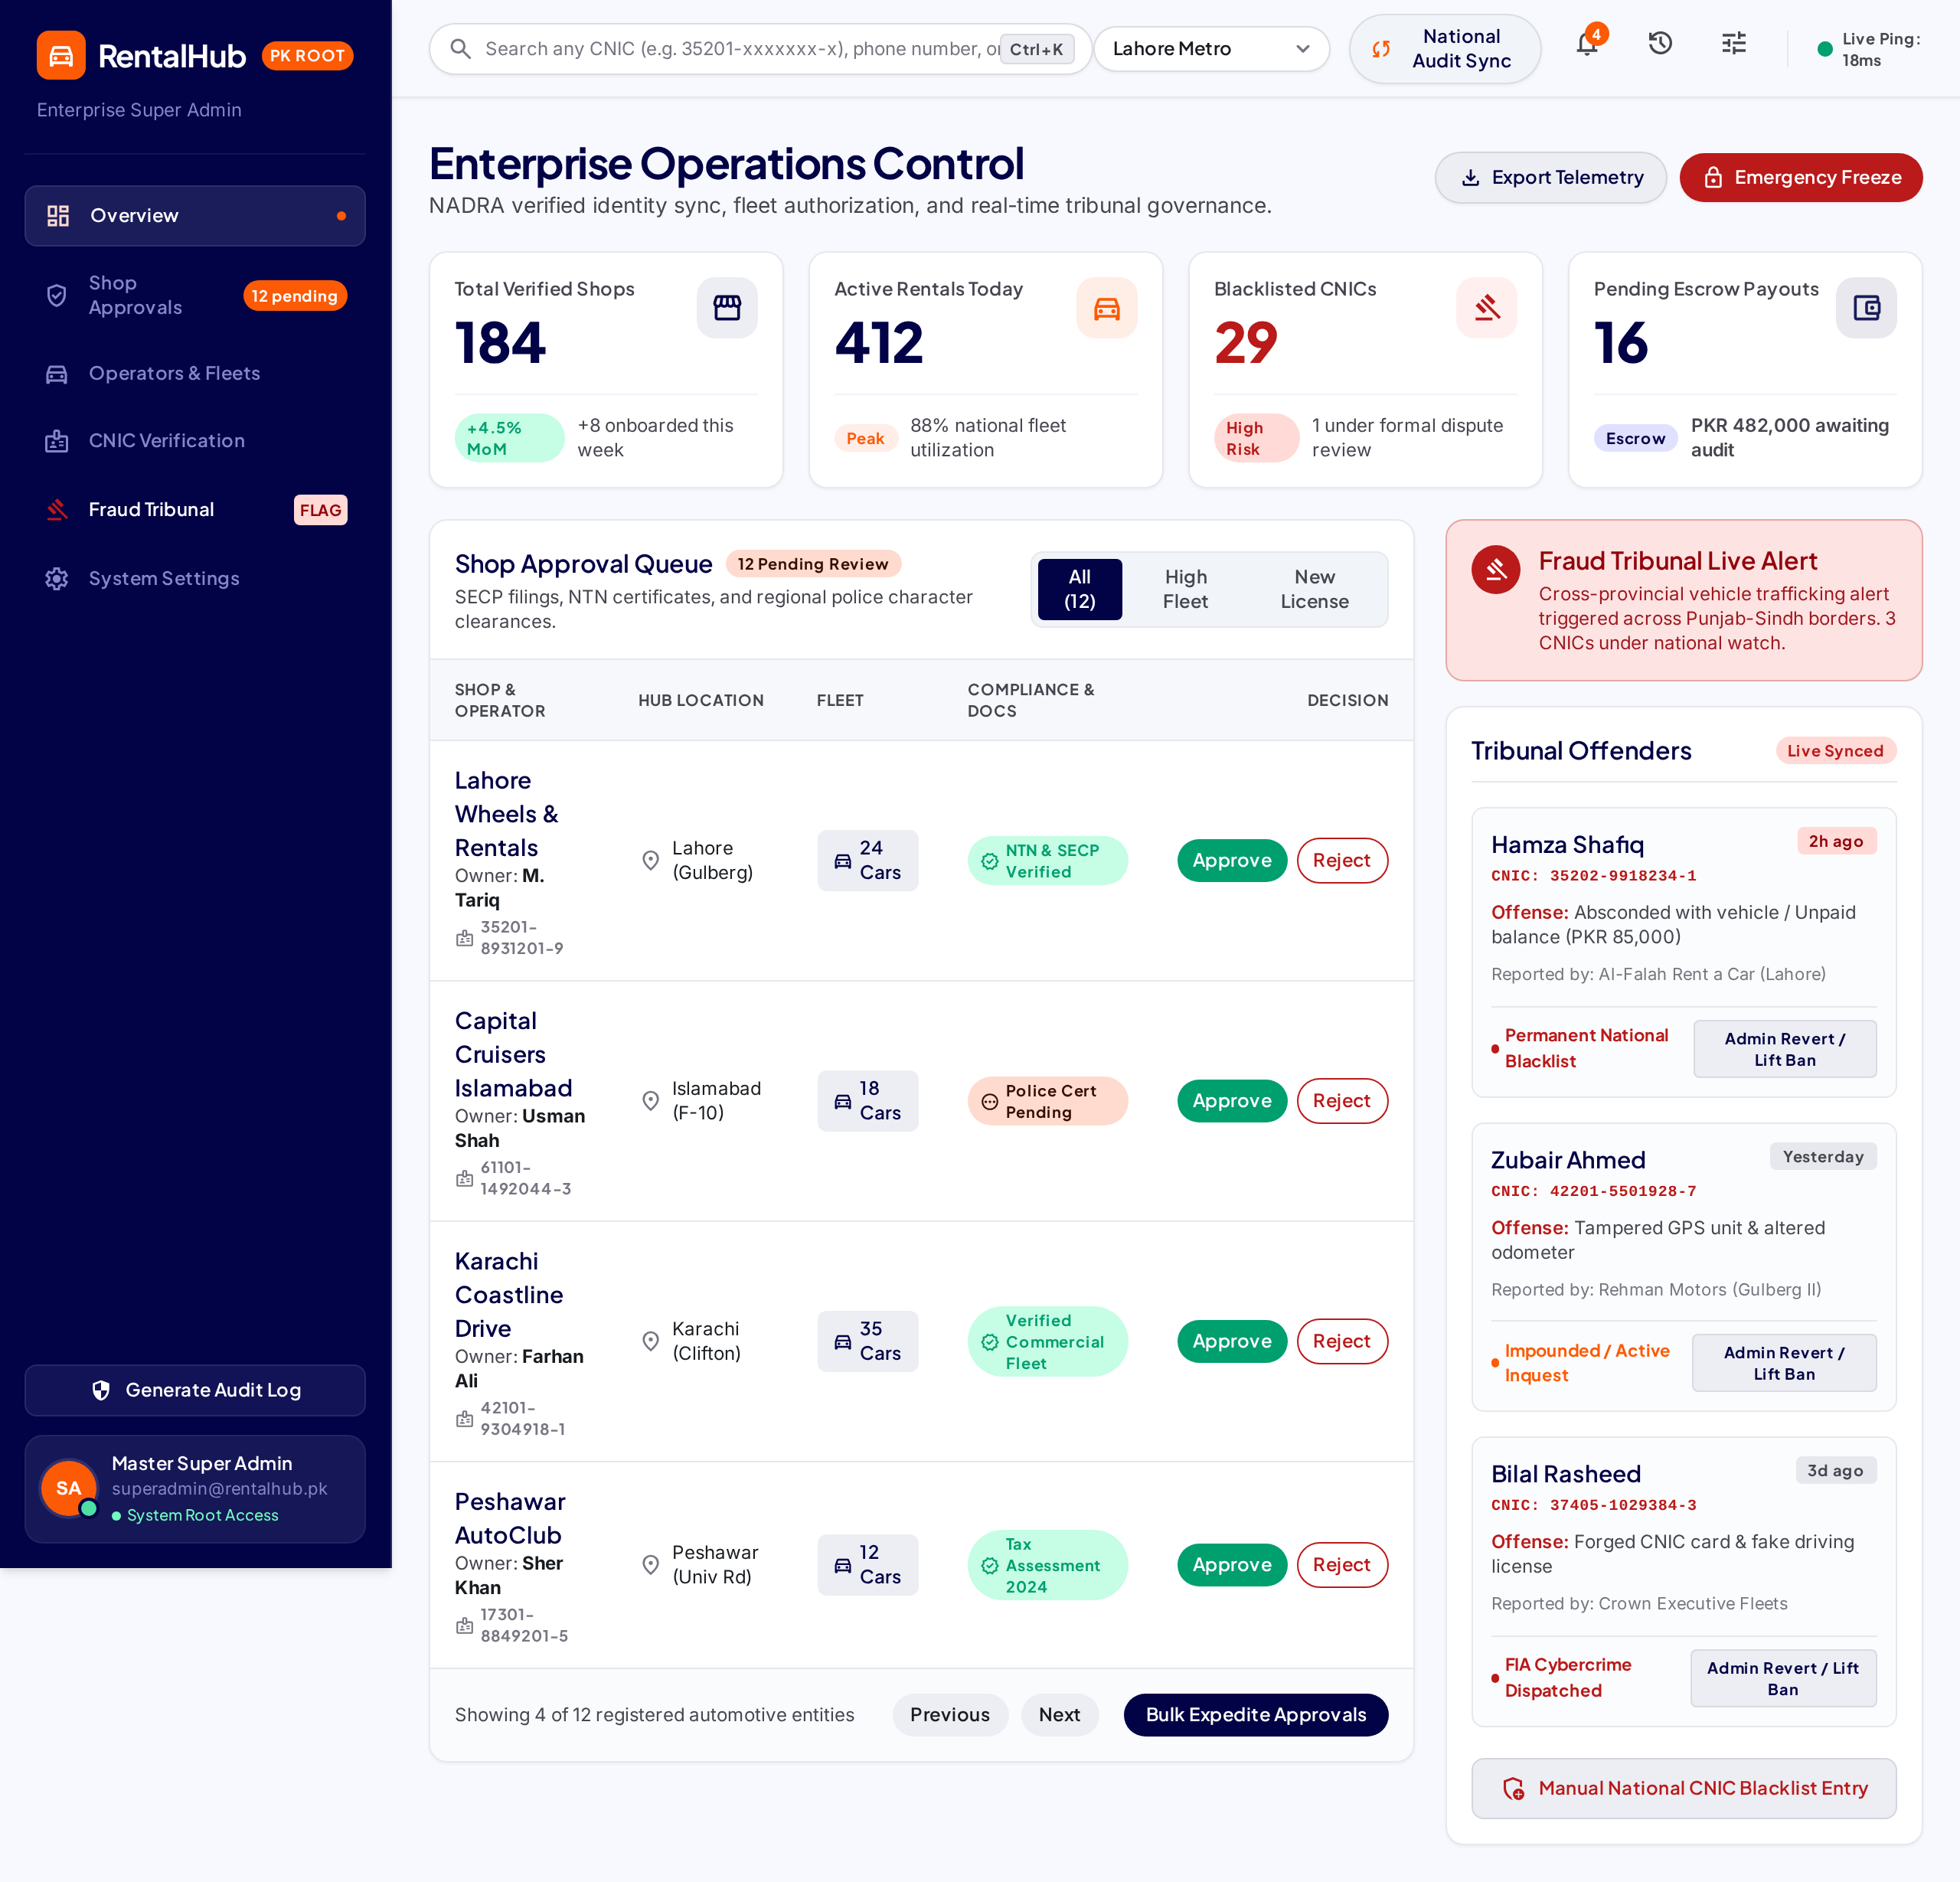 RentalHub PK ROOT
Enterprise Super Admin
Overview
Shop
Approvals
12 pending
Operators & Fleets
CNIC Verification
Fraud Tribunal FLAG
System Settings
Generate Audit Log
SA
Master Super Admin
superadmin@rentalhub.pk
System Root Access
Search any CNIC (e.g. 35201-xxxxxxx-x), phone number, or Ctrl+K
Lahore Metro
National
Audit Sync
4
Live Ping:
18ms
Enterprise Operations Control
NADRA verified identity sync, fleet authorization, and real-time tribunal governance.
Export Telemetry
Emergency Freeze
Total Verified Shops
184
+4.5%
MoM
+8 onboarded this
week
Active Rentals Today
412
Peak
88% national fleet
utilization
Blacklisted CNICs
29
High
Risk
1 under formal dispute
review
Pending Escrow Payouts
16
Escrow
PKR 482,000 awaiting
audit
Shop Approval Queue 12 Pending Review
SECP filings, NTN certificates, and regional police character
clearances.
All
(12)
High
Fleet
New
License
SHOP &
OPERATOR
HUB LOCATION
FLEET
COMPLIANCE &
DOCS
DECISION
Lahore
Wheels &
Rentals
Owner: M.
Tariq
35201-
8931201-9
Lahore
(Gulberg)
24
Cars
NTN & SECP
Verified
Approve
Reject
Capital
Cruisers
Islamabad
Owner: Usman
Shah
61101-
1492044-3
Islamabad
(F-10)
18
Cars
Police Cert
Pending
Approve
Reject
Karachi
Coastline
Drive
Owner: Farhan
Ali
42101-
9304918-1
Karachi
(Clifton)
35
Cars
Verified
Commercial
Fleet
Approve
Reject
Peshawar
AutoClub
Owner: Sher
Khan
17301-
8849201-5
Peshawar
(Univ Rd)
12
Cars
Tax
Assessment
2024
Approve
Reject
Showing 4 of 12 registered automotive entities
Previous
Next
Bulk Expedite Approvals
Fraud Tribunal Live Alert
Cross-provincial vehicle trafficking alert
triggered across Punjab-Sindh borders. 3
CNICs under national watch.
Tribunal Offenders
Live Synced
Hamza Shafiq
2h ago
CNIC: 35202-9918234-1
Offense: Absconded with vehicle / Unpaid
balance (PKR 85,000)
Reported by: Al-Falah Rent a Car (Lahore)
Permanent National
Blacklist
Admin Revert /
Lift Ban
Zubair Ahmed
Yesterday
CNIC: 42201-5501928-7
Offense: Tampered GPS unit & altered
odometer
Reported by: Rehman Motors (Gulberg II)
Impounded / Active
Inquest
Admin Revert /
Lift Ban
Bilal Rasheed
3d ago
CNIC: 37405-1029384-3
Offense: Forged CNIC card & fake driving
license
Reported by: Crown Executive Fleets
FIA Cybercrime
Dispatched
Admin Revert / Lift
Ban
Manual National CNIC Blacklist Entry